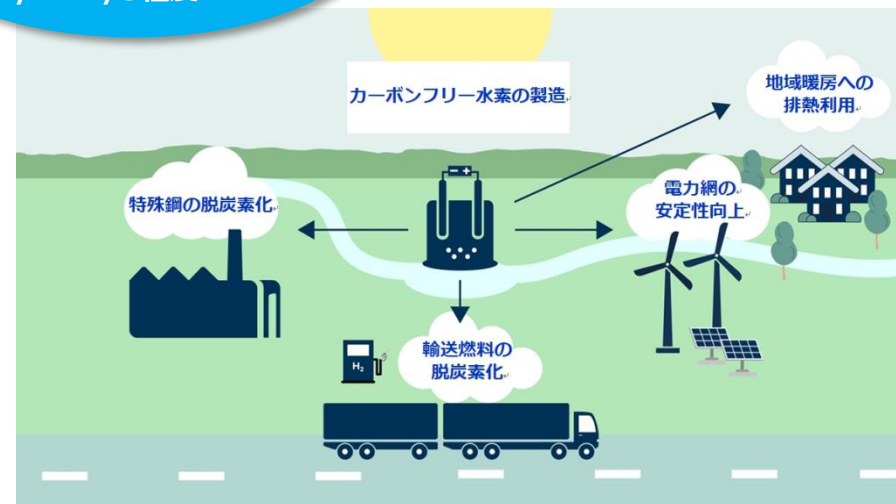 カーボンフリー水素の製造
地域暖房への
排熱利用
特殊鋼の脱炭素化
電力網の
安定性向上
輸送燃料の
脱炭素化
H₂